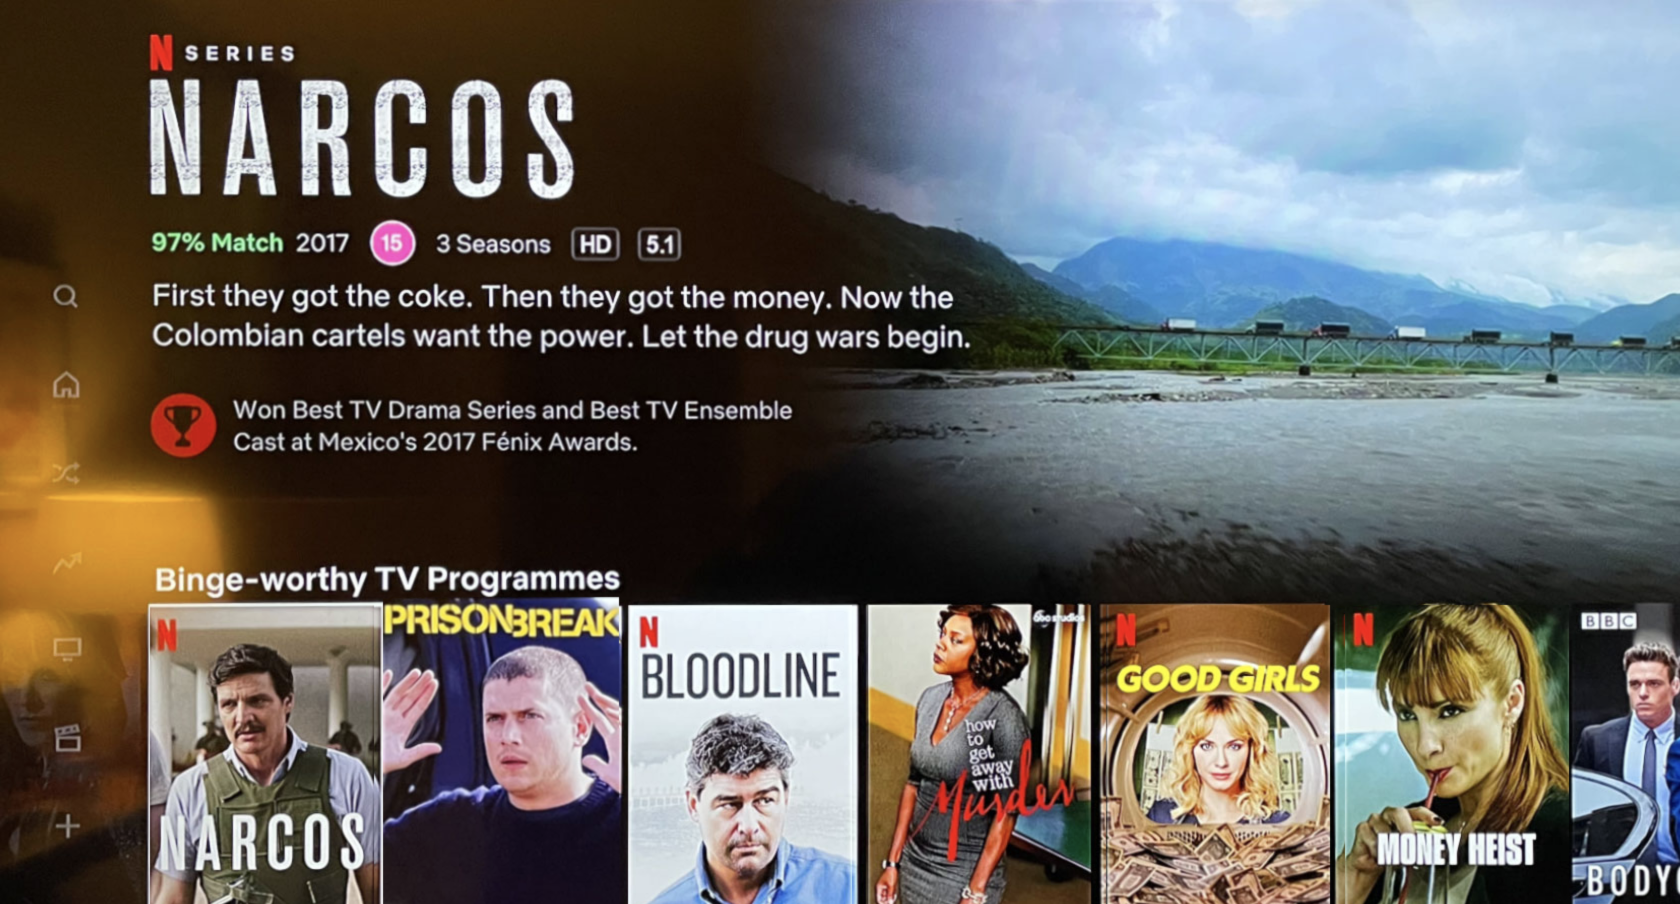 N SERIES
NARCOS
97% Match 2017 15 3 Seasons HD 5.1
First they got the coke. Then they got the money. Now the
Colombian cartels want the power. Let the drug wars begin.
Won Best TV Drama Series and Best TV Ensemble
Cast at Mexico's 2017 Fénix Awards.
Binge-worthy TV Programmes
N
NARCOS
PRISON BREAK
N
BLOODLINE
bbc studios
how
to
get
away
with
Murder
N
GOOD GIRLS
N
MONEY HEIST
BBC
BODY